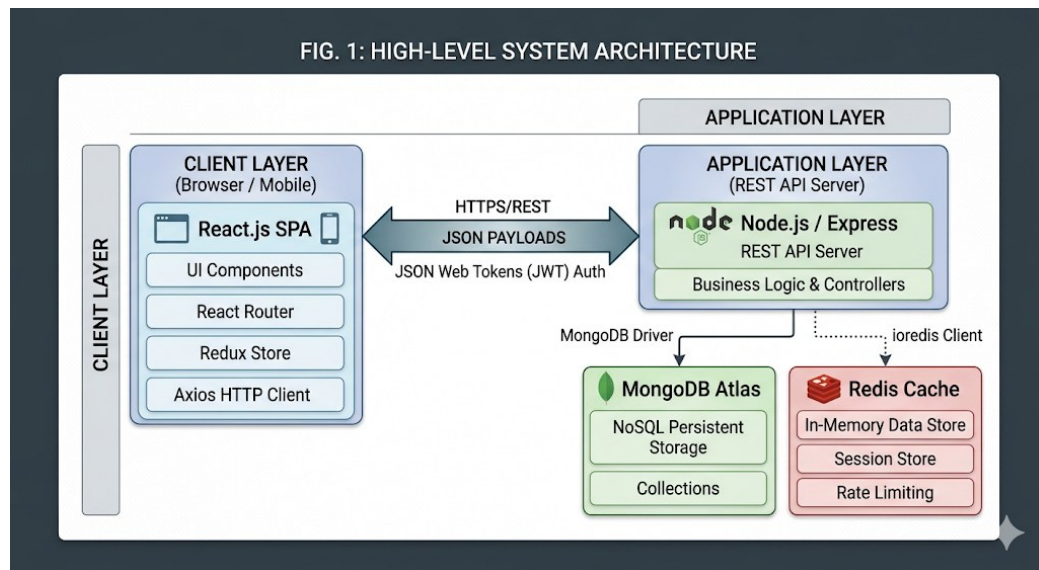 FIG. 1: HIGH-LEVEL SYSTEM ARCHITECTURE
APPLICATION LAYER
CLIENT LAYER
CLIENT LAYER
(Browser / Mobile)
React.js SPA
UI Components
React Router
Redux Store
Axios HTTP Client
HTTPS/REST
JSON PAYLOADS
JSON Web Tokens (JWT) Auth
APPLICATION LAYER
(REST API Server)
node
JS
Node.js / Express
REST API Server
Business Logic & Controllers
MongoDB Driver
ioredis Client
MongoDB Atlas
NoSQL Persistent
Storage
Collections
Redis Cache
In-Memory Data Store
Session Store
Rate Limiting